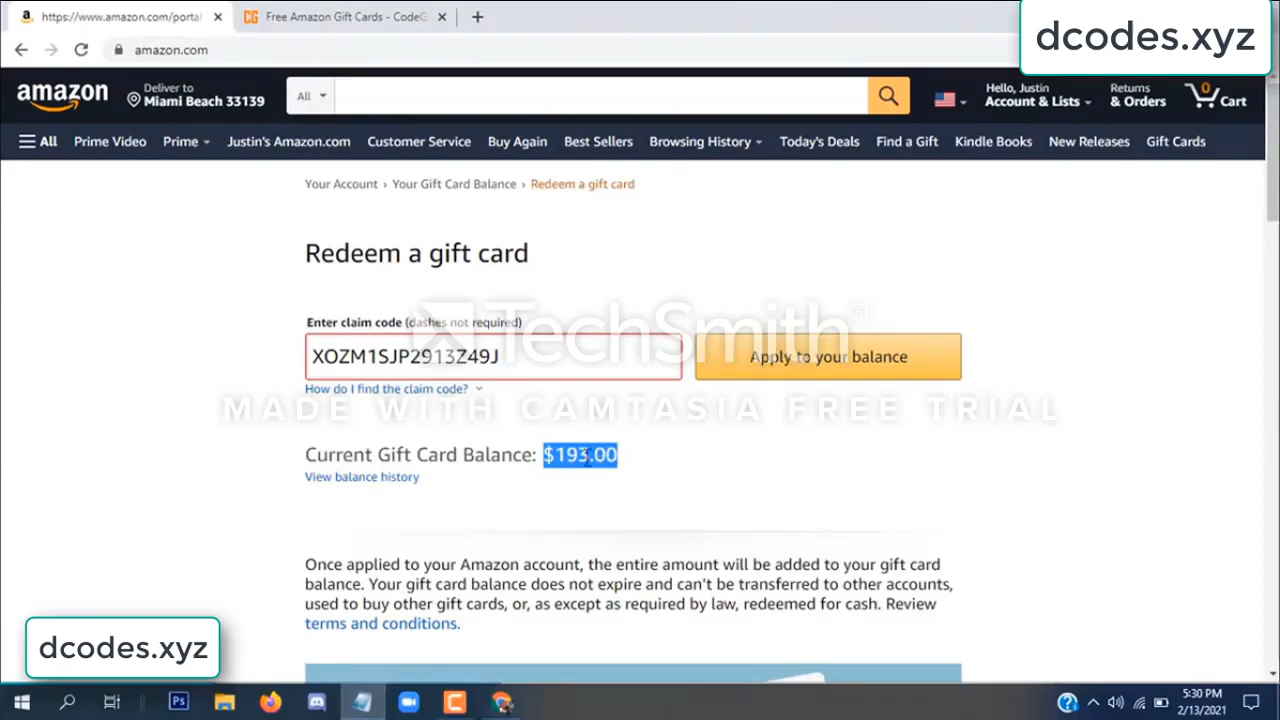 https://www.amazon.com/portal
Free Amazon Gift Cards - CodeG
dcodes.xyz
amazon.com
amazon
Deliver to
Miami Beach 33139
All
Hello, Justin
Account & Lists
Returns
& Orders
0
Cart
All
Prime Video
Prime
Justin's Amazon.com
Customer Service
Buy Again
Best Sellers
Browsing History
Today's Deals
Find a Gift
Kindle Books
New Releases
Gift Cards
Your Account › Your Gift Card Balance › Redeem a gift card
Redeem a gift card
Enter claim code (dashes not required)
TechSmith®
XOZM1SJP2913Z49J
Apply to your balance
How do I find the claim code?
MADE WITH CAMTASIA FREE TRIAL
Current Gift Card Balance: $193.00
View balance history
Once applied to your Amazon account, the entire amount will be added to your gift card
balance. Your gift card balance does not expire and can't be transferred to other accounts,
used to buy other gift cards, or, as except as required by law, redeemed for cash. Review
terms and conditions.
dcodes.xyz
Ps
5:30 PM
2/13/2021